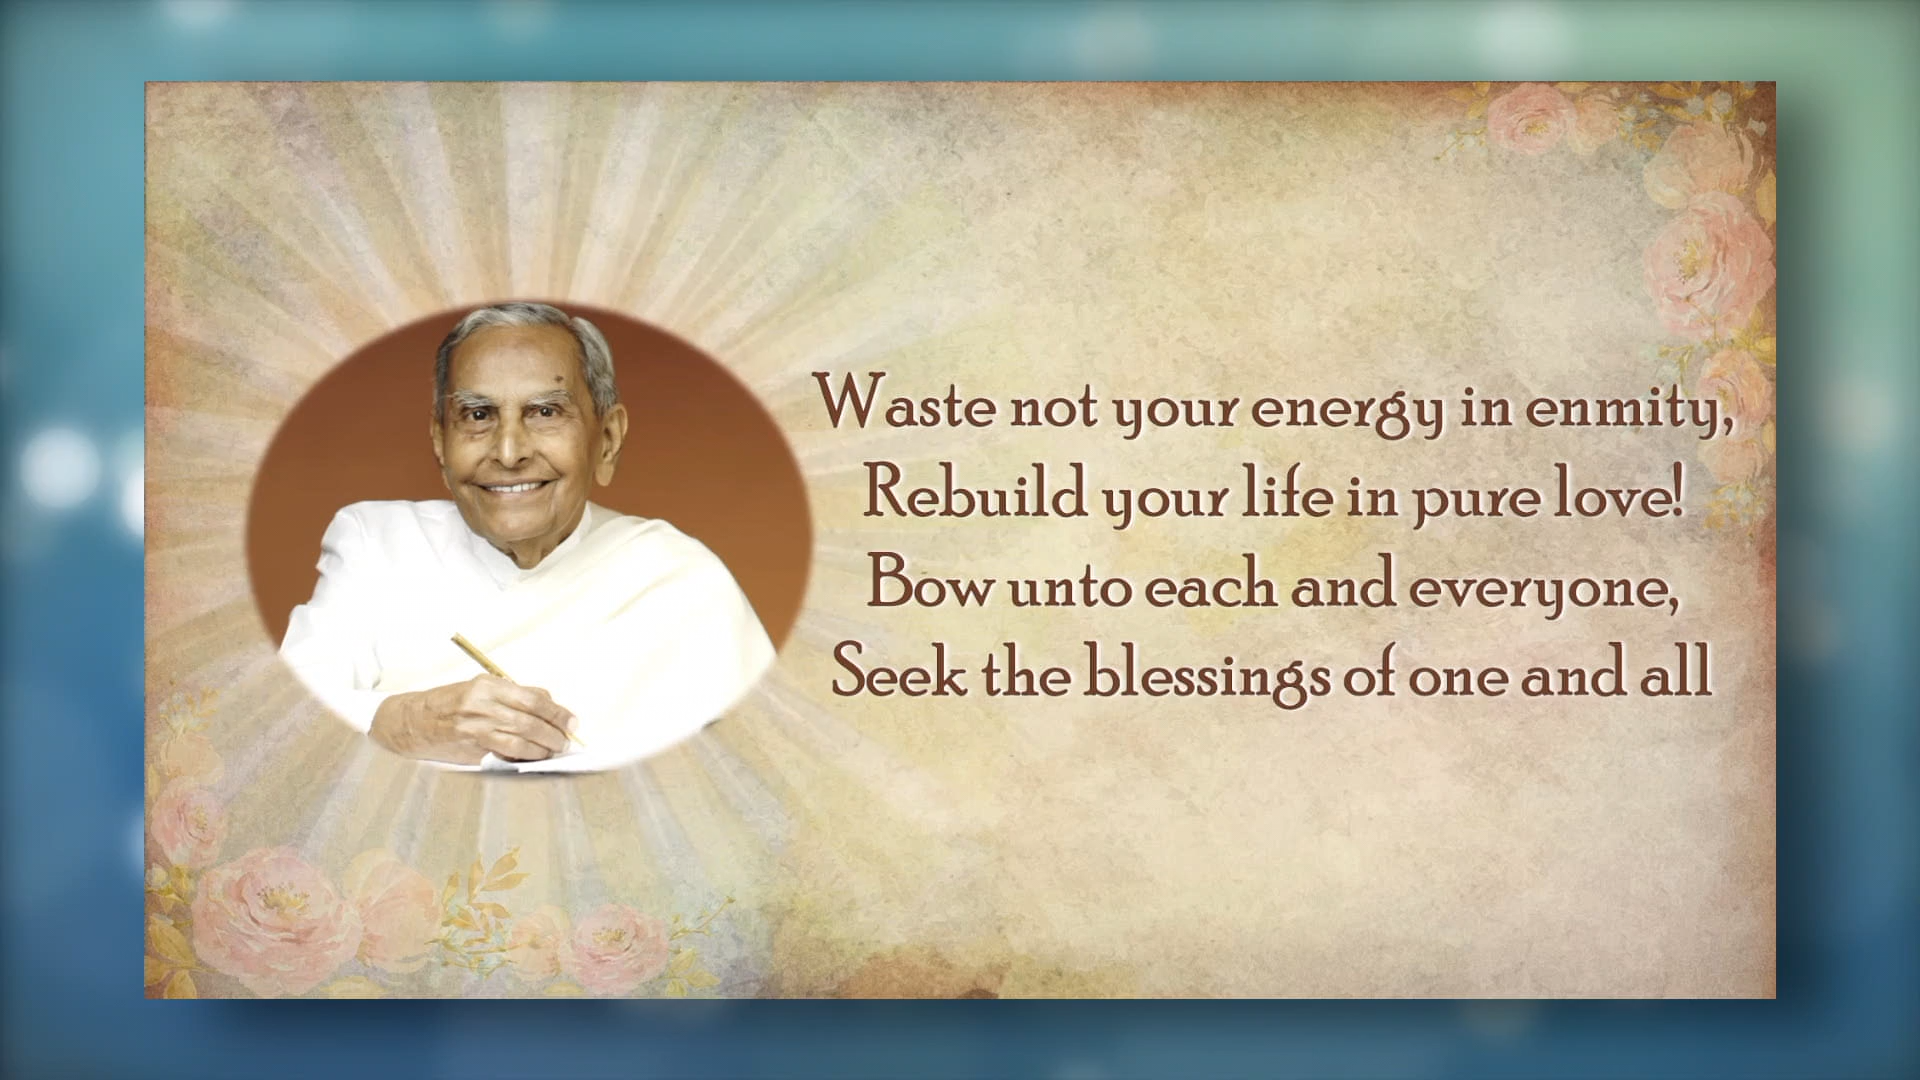 Waste not your energy in enmity,
Rebuild your life in pure love!
Bow unto each and everyone,
Seek the blessings of one and all